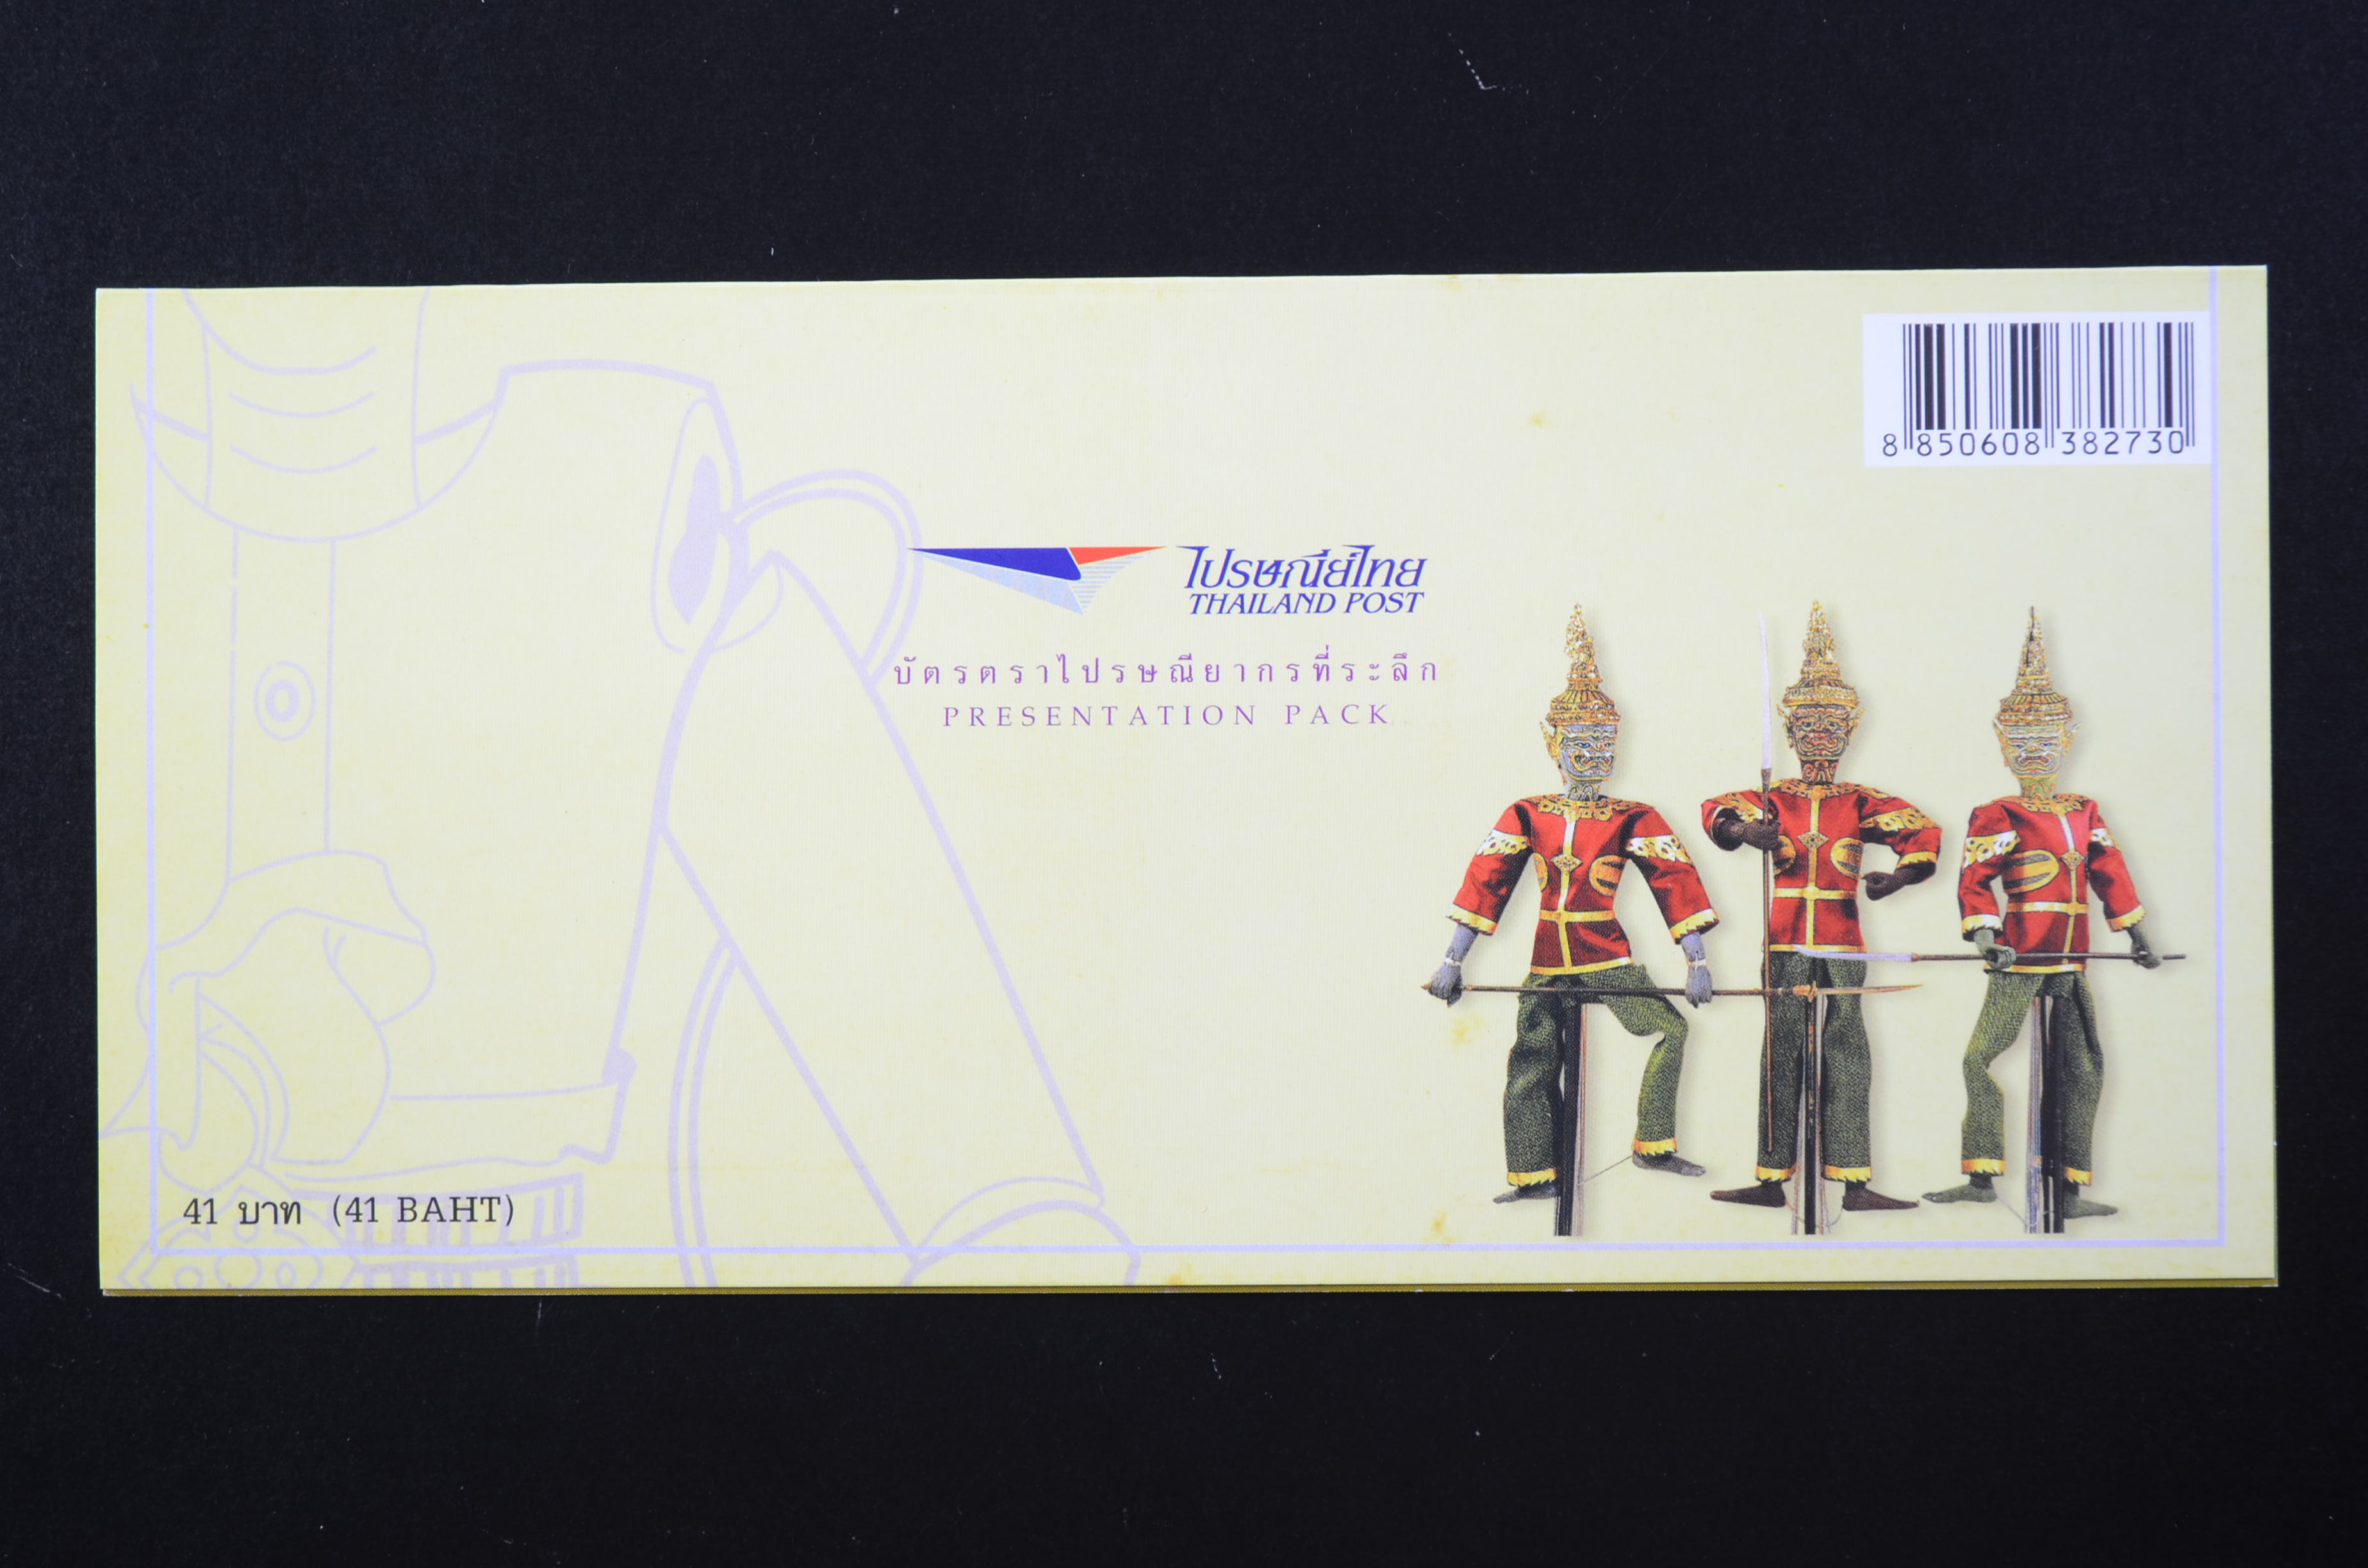 8 850608 382730
ไปรษณีย์ไทย
THAILAND POST
บัตรตราไปรษณียากรที่ระลึก
PRESENTATION PACK
41 บาท (41 BAHT)